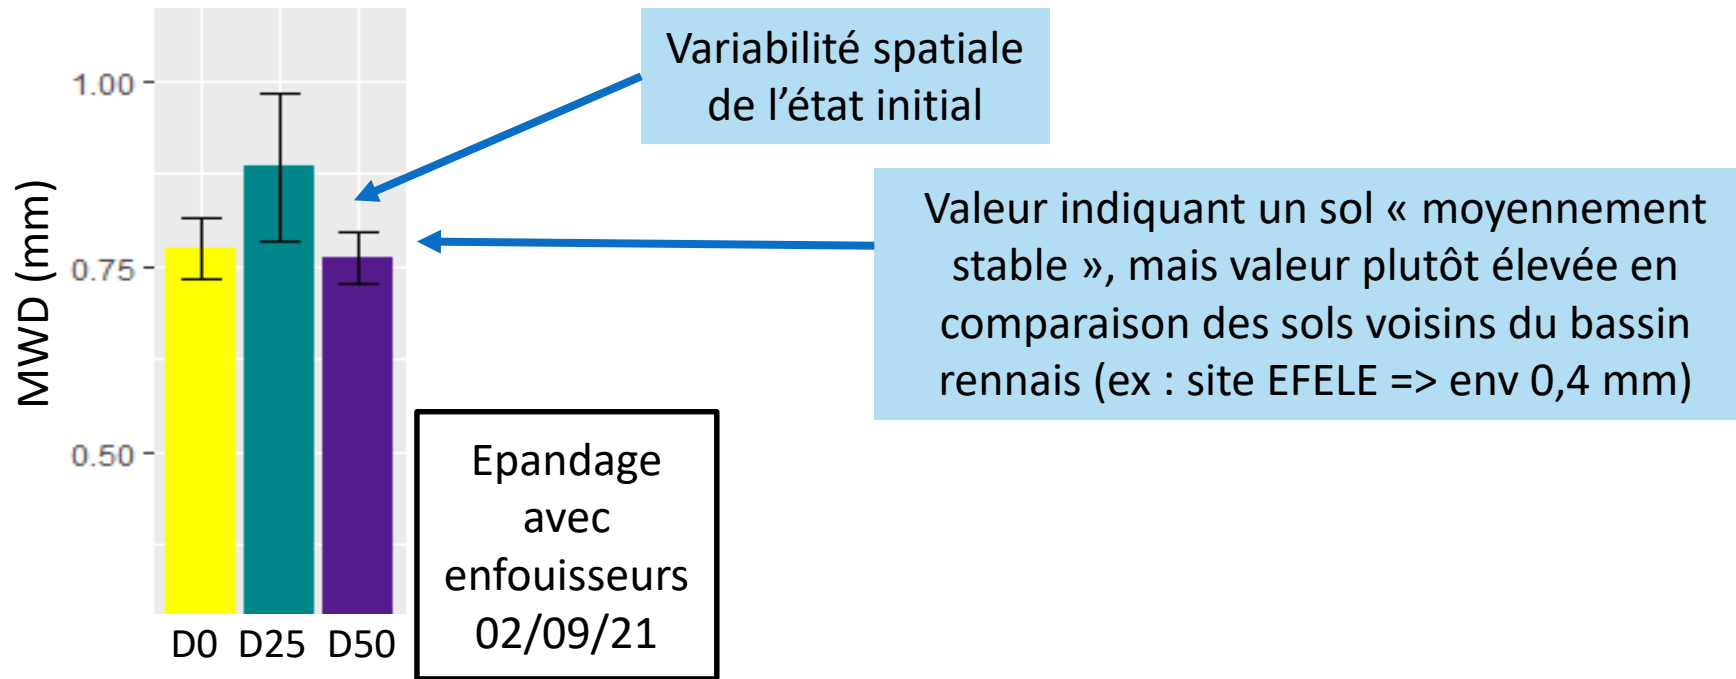 Variabilité spatiale
de l’état initial
Valeur indiquant un sol « moyennement
stable », mais valeur plutôt élevée en
comparaison des sols voisins du bassin
rennais (ex : site EFELE => env 0,4 mm)
MWD (mm)
1.00
0.75
0.50
D0 D25 D50
Epandage
avec
enfouisseurs
02/09/21